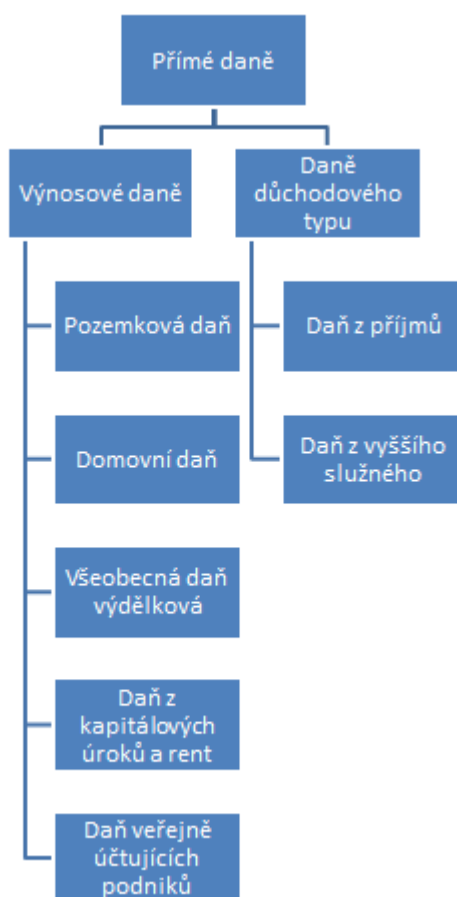 Přímé daně
Výnosové daně
Daně
důchodového
typu
Pozemková daň
Domovní daň
Všeobecná daň
výdělková
Daň z
kapitálových
úroků a rent
Daň veřejně
účtujících
podniků
Daň z příjmů
Daň z vyššího
služného